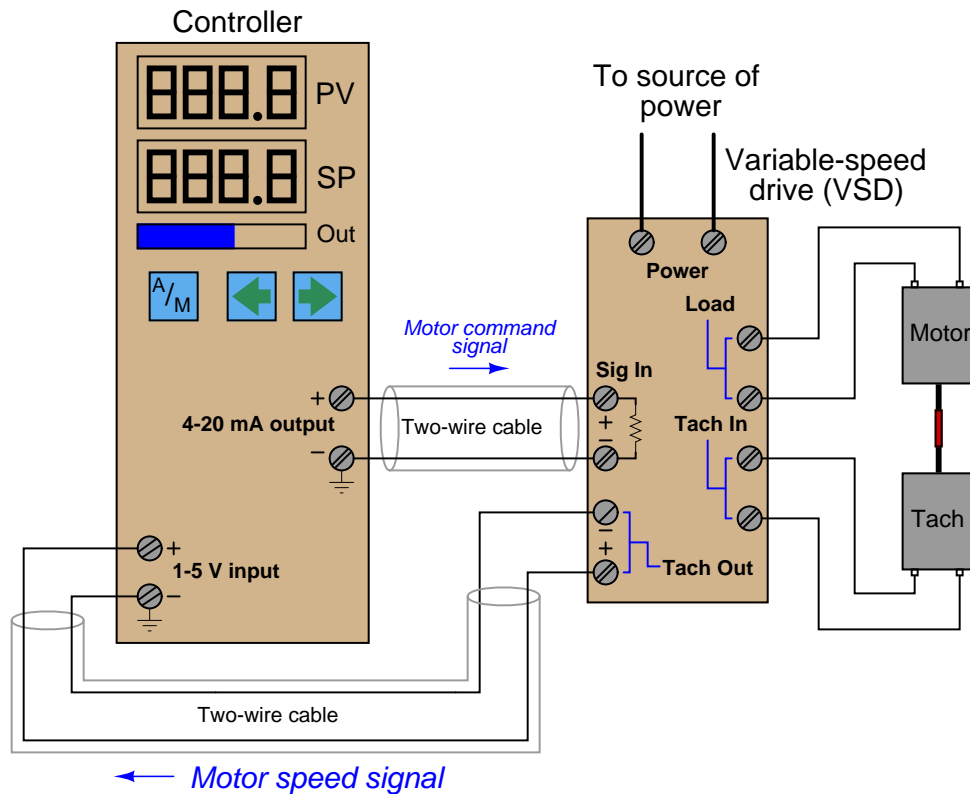 Controller
888.8 PV
888.8 SP
Out
A/M
4-20 mA output
+
−
1-5 V input
+
−
Motor command
signal
Two-wire cable
To source of
power
Variable-speed
drive (VSD)
Power
Load
Sig In
+
−
Tach In
−
+
Tach Out
Motor
Tach
Two-wire cable
Motor speed signal